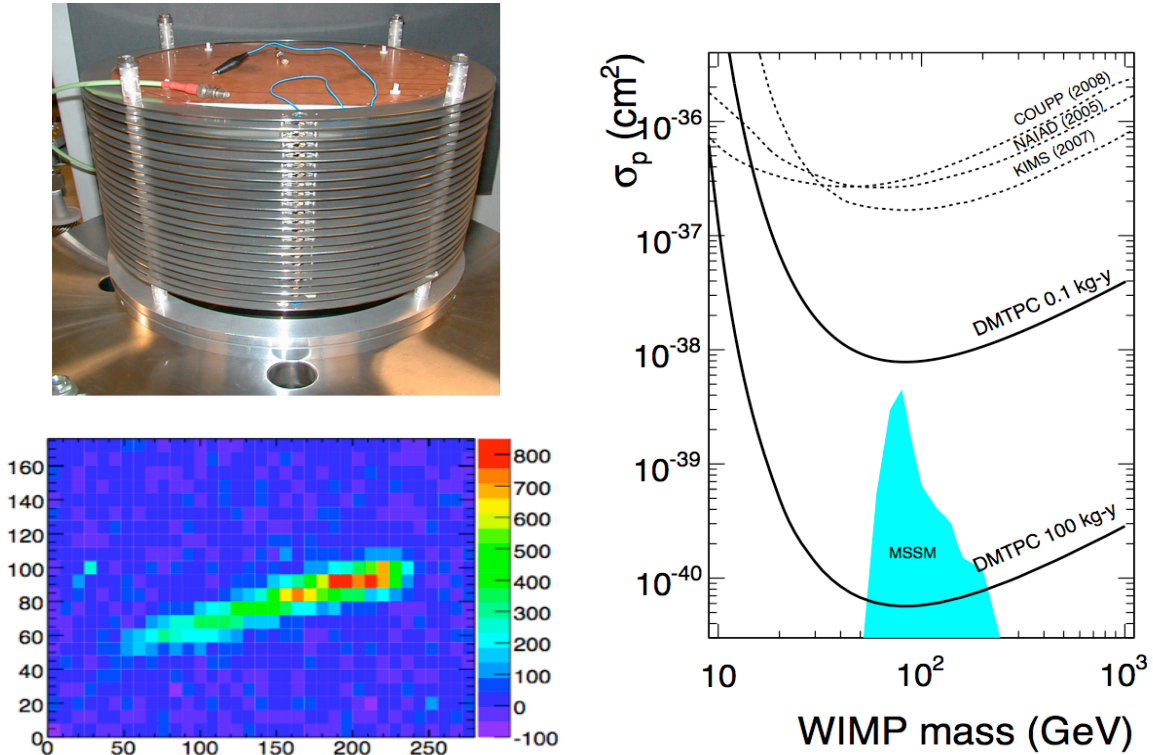 160
140
120
100
80
60
40
20
0
0 50 100 150 200 250
800
700
600
500
400
300
200
100
0
-100
σp (cm²)
10⁻³⁶
10⁻³⁷
10⁻³⁸
10⁻³⁹
10⁻⁴⁰
COUPP (2008)
NAIAD (2005)
KIMS (2007)
DMTPC 0.1 kg-y
MSSM
DMTPC 100 kg-y
10 10² 10³
WIMP mass (GeV)